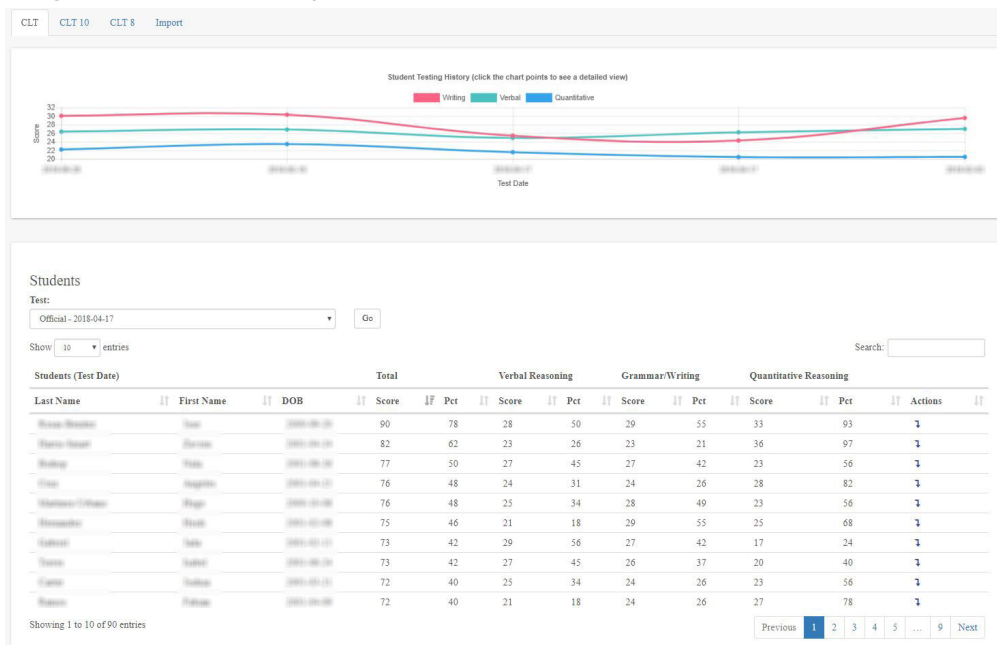 CLT CLT 10 CLT 8 Import
Student Testing History (click the chart points to see a detailed view)
Writing Verbal Quantitative
32
30
28
26
24
22
20
Score
Test Date
Students
Test:
Official - 2018-04-17 Go
Show 10 entries Search:
Students (Test Date) Total Verbal Reasoning Grammar/Writing Quantitative Reasoning
Last Name First Name DOB Score Pct Score Pct Score Pct Score Pct Actions
90 78 28 50 29 55 33 93
82 62 23 26 23 21 36 97
77 50 27 45 27 42 23 56
76 48 24 31 24 26 28 82
76 48 25 34 28 49 23 56
75 46 21 18 29 55 25 68
73 42 29 56 27 42 17 24
73 42 27 45 26 37 20 40
72 40 25 34 24 26 23 56
72 40 21 18 24 26 27 78
Showing 1 to 10 of 90 entries Previous 1 2 3 4 5 ... 9 Next